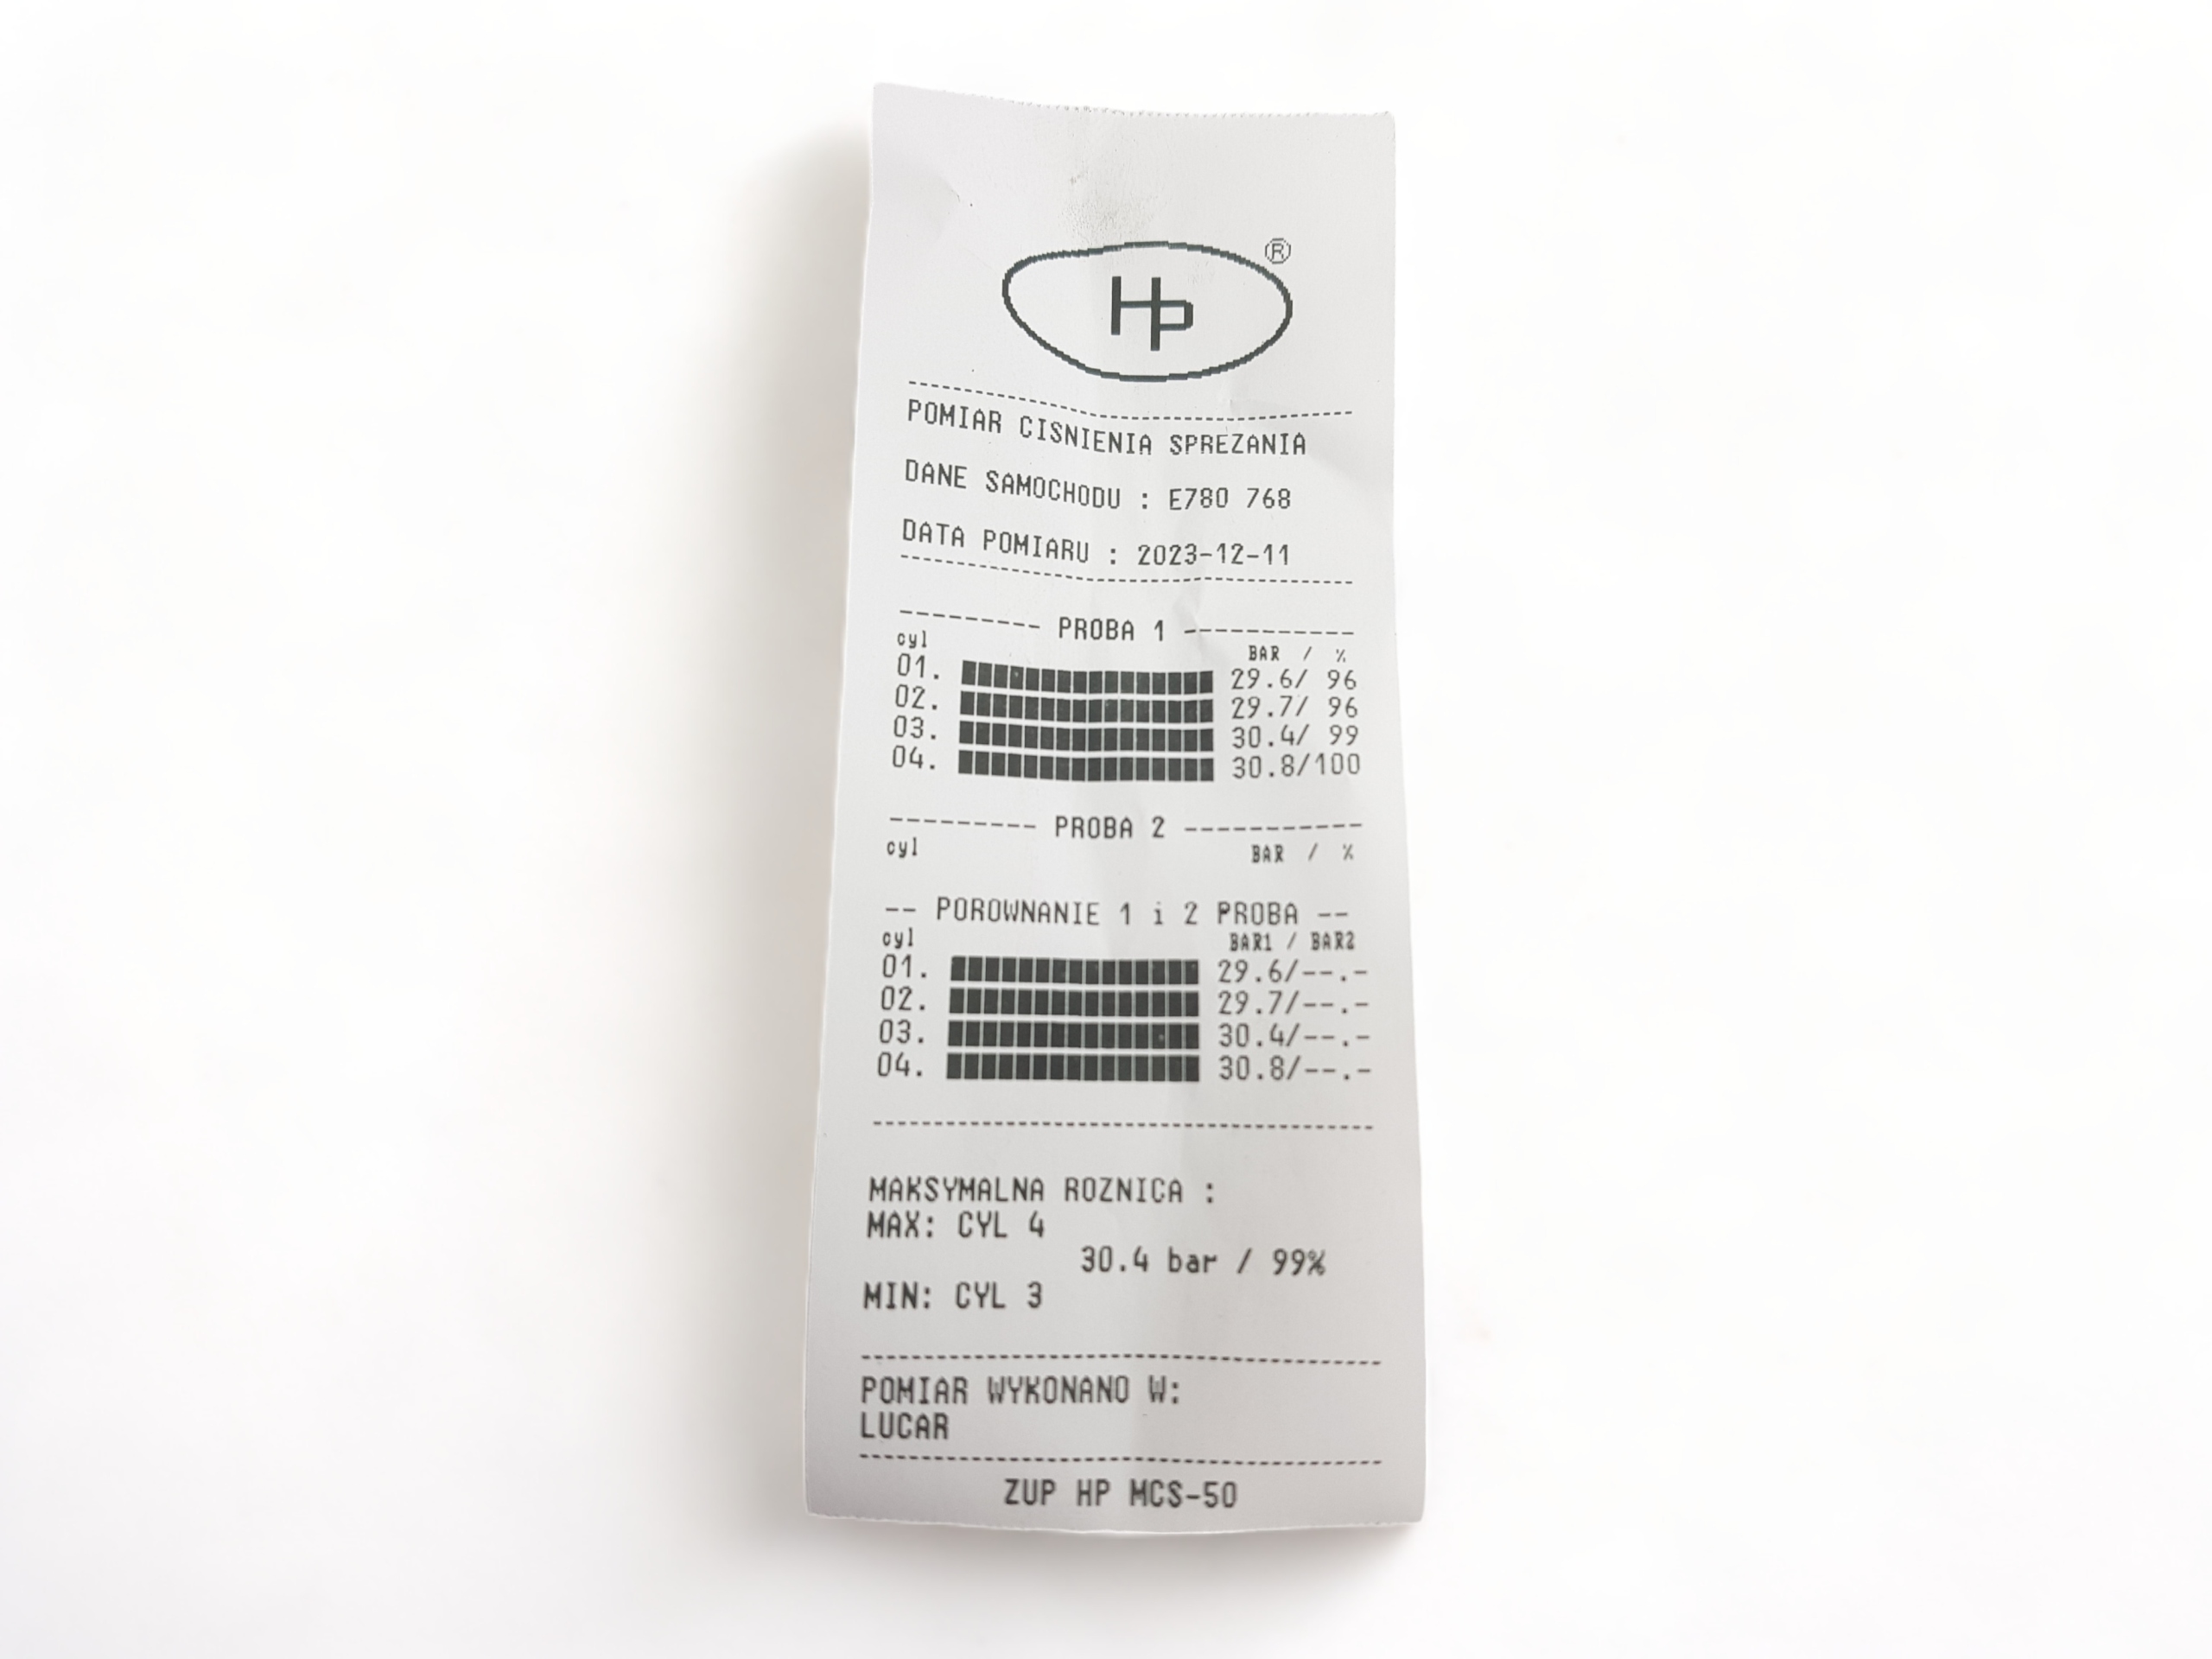 Hp ®
POMIAR CISNIENIA SPREZANIA
DANE SAMOCHODU : E780 768
DATA POMIARU : 2023-12-11
--------- PROBA 1 -----------
cyl BAR / %
01. 29.6/ 96
02. 29.7/ 96
03. 30.4/ 99
04. 30.8/100
--------- PROBA 2 -----------
cyl BAR / %
-- POROWNANIE 1 i 2 PROBA --
cyl BAR1 / BAR2
01. 29.6/--.-
02. 29.7/--.-
03. 30.4/--.-
04. 30.8/--.-
MAKSYMALNA ROZNICA :
MAX: CYL 4
30.4 bar / 99%
MIN: CYL 3
POMIAR WYKONANO W:
LUCAR
ZUP HP MCS-50